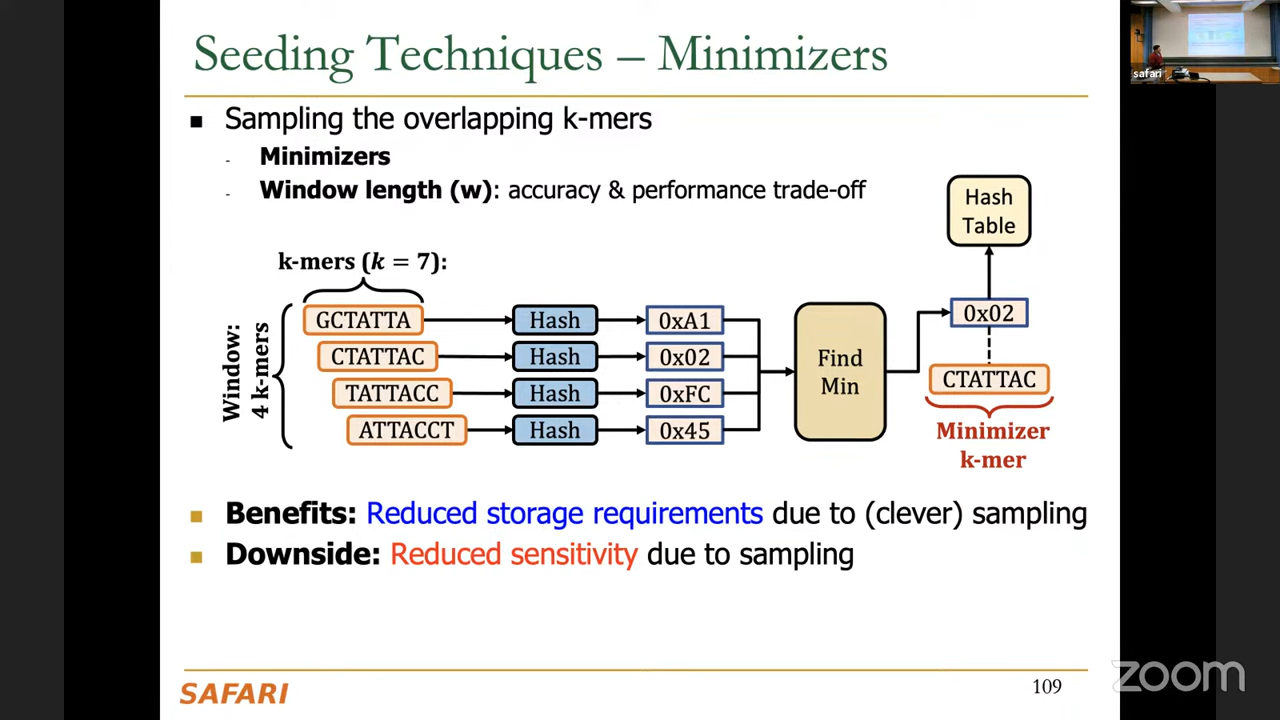 Seeding Techniques – Minimizers
safari
■ Sampling the overlapping k-mers
- Minimizers
- Window length (w): accuracy & performance trade-off
Hash
Table
k-mers (k = 7):
Window:
4 k-mers
GCTATTA
Hash
0xA1
CTATTAC
Hash
0x02
TATTACC
Hash
0xFC
ATTACCT
Hash
0x45
Find
Min
0x02
CTATTAC
Minimizer
k-mer
■ Benefits: Reduced storage requirements due to (clever) sampling
■ Downside: Reduced sensitivity due to sampling
SAFARI
109
zoom